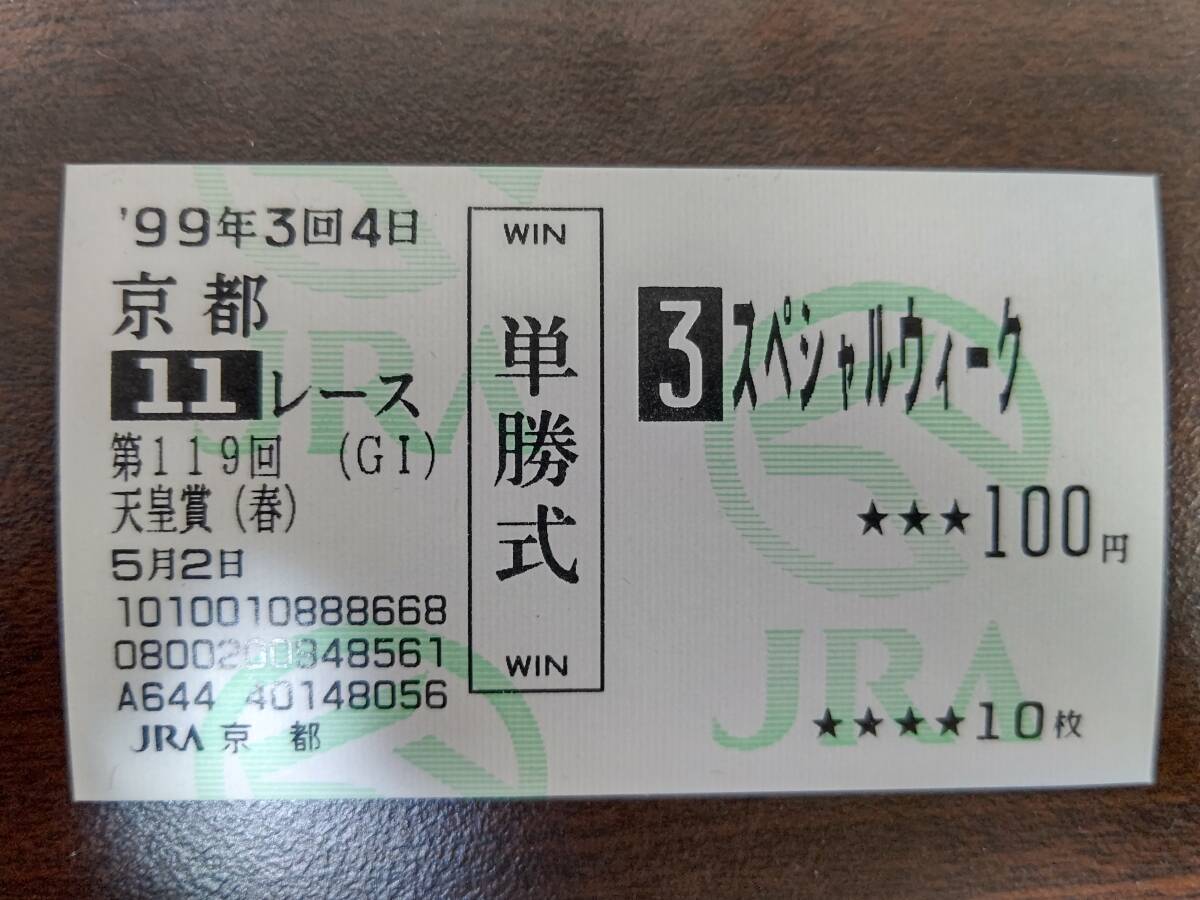 '99年3回4日
京都
11レース
第119回 (GI)
天皇賞(春)
5月2日
1010010888668
0800200348561
A644 40148056
JRA 京 都
WIN
単勝式
WIN
3 スペシャルウィーク
★★★100円
★★★★10枚
JRA
JRA